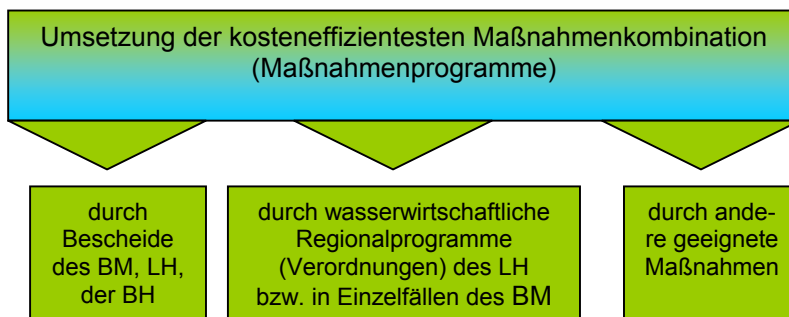 Umsetzung der kosteneffizientesten Maßnahmenkombination
(Maßnahmenprogramme)
durch
Bescheide
des BM, LH,
der BH
durch wasserwirtschaftliche
Regionalprogramme
(Verordnungen) des LH
bzw. in Einzelfällen des BM
durch ande-
re geeignete
Maßnahmen